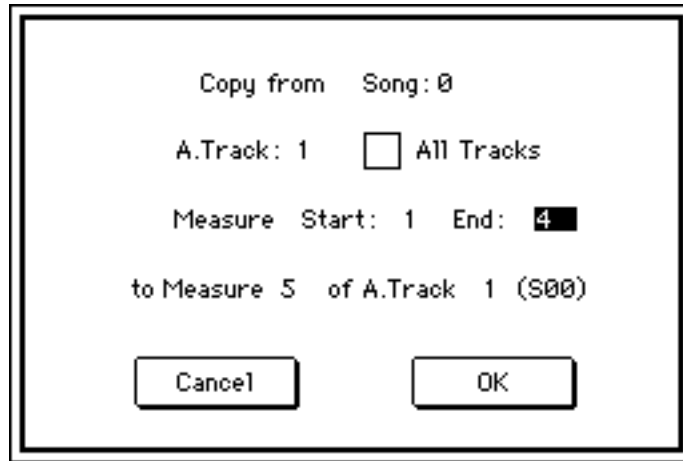 Copy from Song:0
A.Track: 1 All Tracks
Measure Start: 1 End: 4
to Measure 5 of A.Track 1 (S00)
Cancel OK